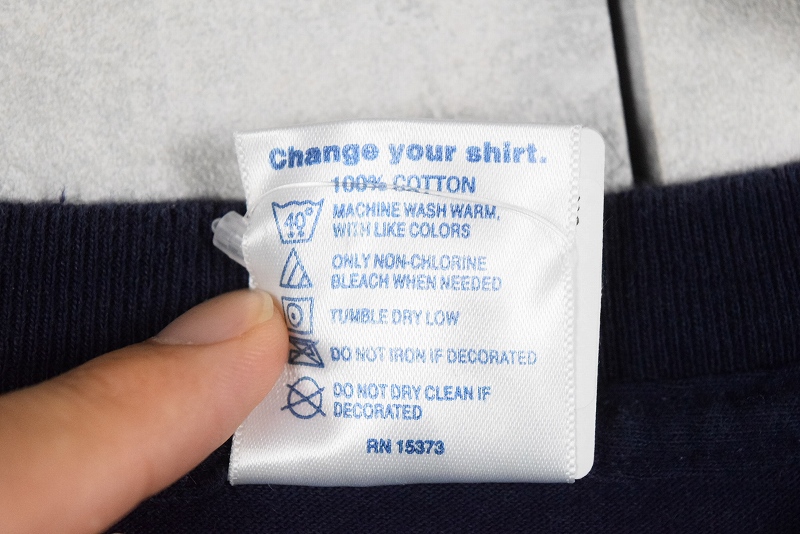 Change your shirt.
100% COTTON
40°
MACHINE WASH WARM,
WITH LIKE COLORS
ONLY NON-CHLORINE
BLEACH WHEN NEEDED
TUMBLE DRY LOW
DO NOT IRON IF DECORATED
DO NOT DRY CLEAN IF
DECORATED
RN 15373